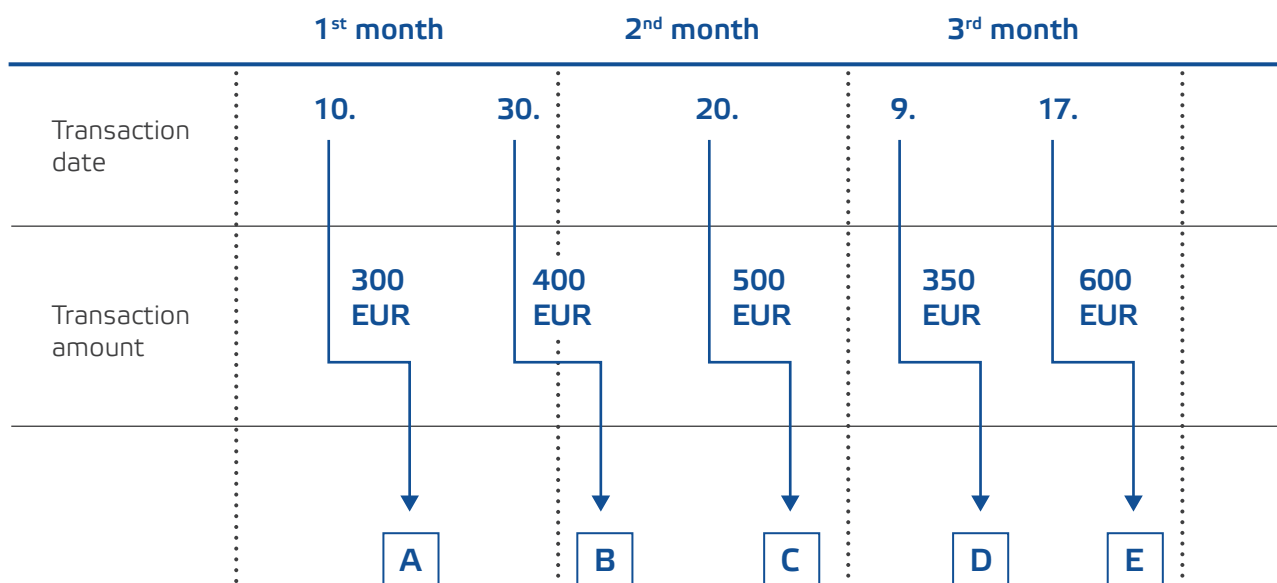 1st month 2nd month 3rd month
Transaction
date
10. 30. 20. 9. 17.
Transaction
amount
300
EUR
400
EUR
500
EUR
350
EUR
600
EUR
A B C D E